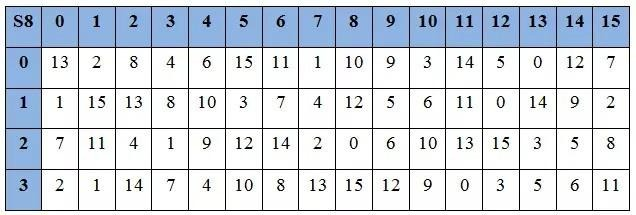 S8 0 1 2 3 4 5 6 7 8 9 10 11 12 13 14 15
0 13 2 8 4 6 15 11 1 10 9 3 14 5 0 12 7
1 1 15 13 8 10 3 7 4 12 5 6 11 0 14 9 2
2 7 11 4 1 9 12 14 2 0 6 10 13 15 3 5 8
3 2 1 14 7 4 10 8 13 15 12 9 0 3 5 6 11